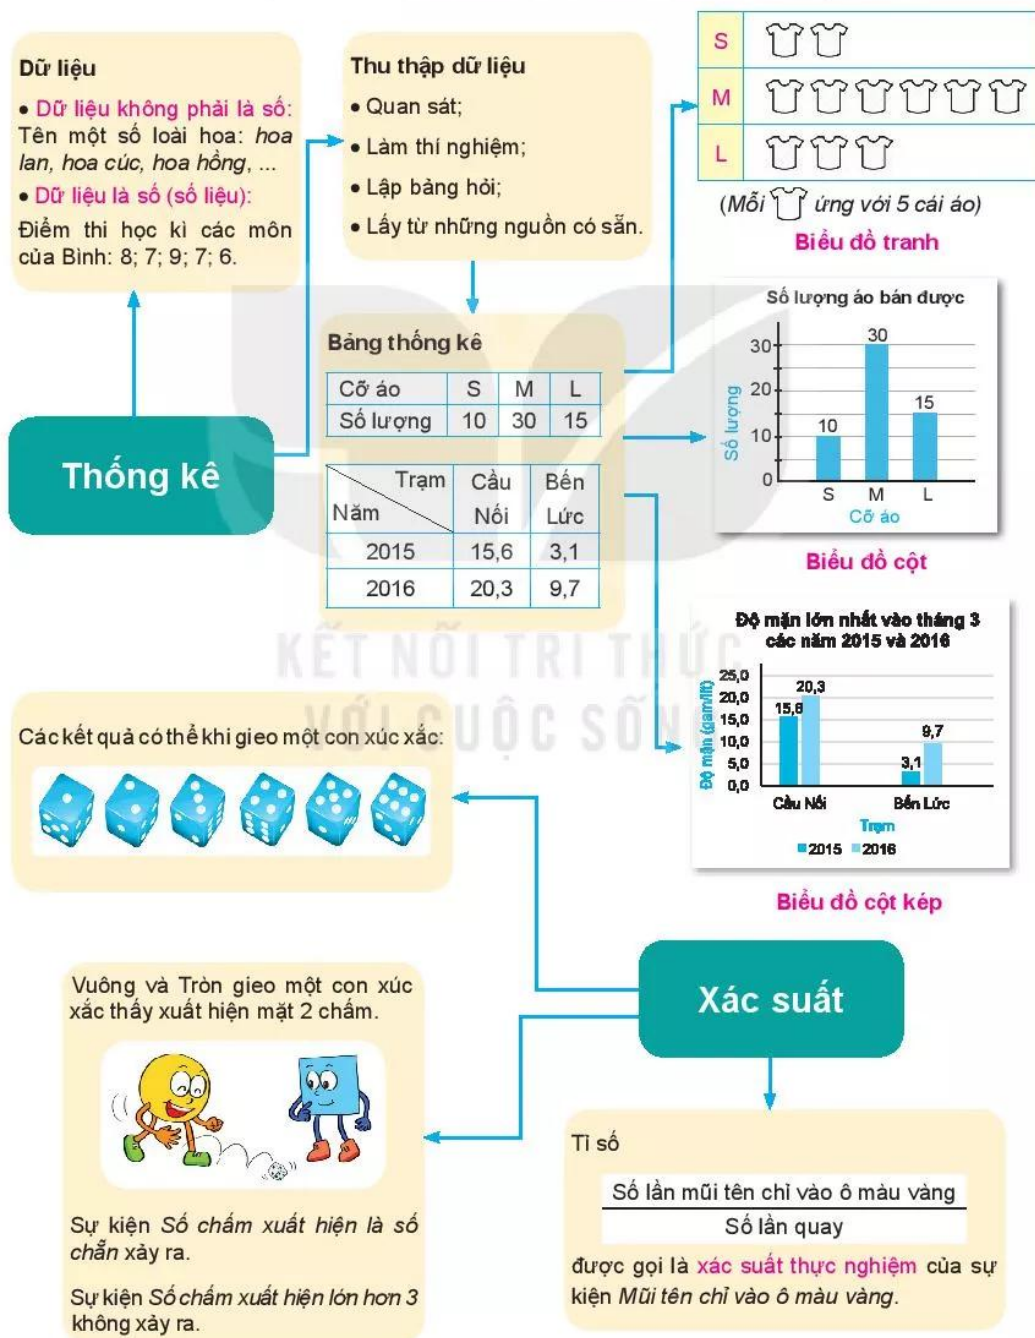 Dữ liệu
• Dữ liệu không phải là số:
Tên một số loài hoa: hoa
lan, hoa cúc, hoa hồng, ...
• Dữ liệu là số (số liệu):
Điểm thi học kì các môn
của Bình: 8; 7; 9; 7; 6.
Thu thập dữ liệu
• Quan sát;
• Làm thí nghiệm;
• Lập bảng hỏi;
• Lấy từ những nguồn có sẵn.
S
M
L
(Mỗi ứng với 5 cái áo)
Biểu đồ tranh
Thống kê
Bảng thống kê
Cỡ áo S M L
Số lượng 10 30 15
Trạm Cầu Bến
Năm Nối Lức
2015 15,6 3,1
2016 20,3 9,7
Số lượng áo bán được
Số lượng
30
20
10
0
10
30
15
S M L
Cỡ áo
Biểu đồ cột
Độ mặn lớn nhất vào tháng 3
các năm 2015 và 2016
Độ mặn (gam/lít)
25,0
20,0
15,0
10,0
5,0
0,0
15,6
20,3
3,1
9,7
Cầu Nối Bến Lức
Trạm
2015 2016
Biểu đồ cột kép
KẾT NỐI TRI THỨC
VỚI CUỘC SỐNG
Các kết quả có thể khi gieo một con xúc xắc:
Xác suất
Vuông và Tròn gieo một con xúc
xắc thấy xuất hiện mặt 2 chấm.
Sự kiện Số chấm xuất hiện là số
chẵn xảy ra.
Sự kiện Số chấm xuất hiện lớn hơn 3
không xảy ra.
Tỉ số
Số lần mũi tên chỉ vào ô màu vàng
Số lần quay
được gọi là xác suất thực nghiệm của sự
kiện Mũi tên chỉ vào ô màu vàng.